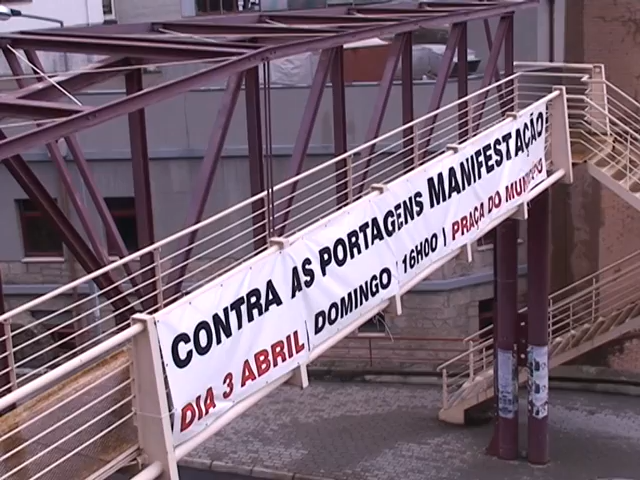 CONTRA AS PORTAGENS MANIFESTAÇÃO
DIA 3 ABRIL DOMINGO 16H00 | PRAÇA DO MUNICÍPIO